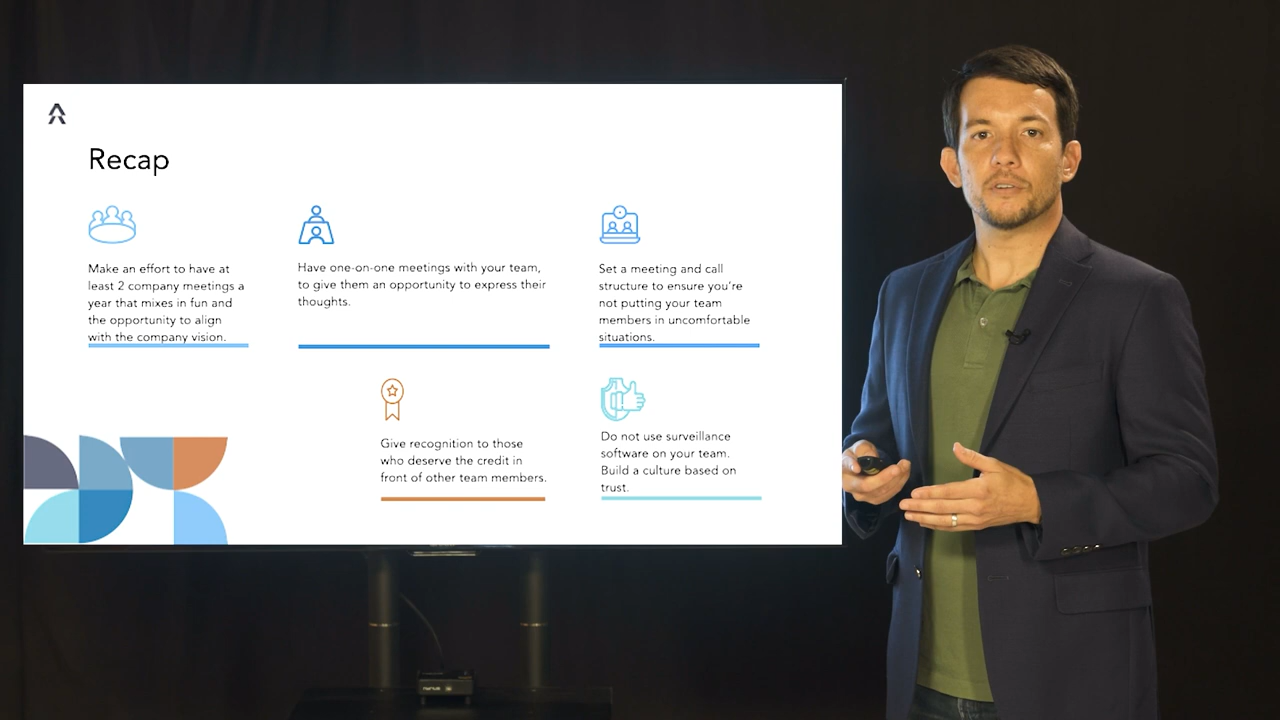 Recap
Make an effort to have at
least 2 company meetings a
year that mixes in fun and
the opportunity to align
with the company vision.
Have one-on-one meetings with your team,
to give them an opportunity to express their
thoughts.
Set a meeting and call
structure to ensure you’re
not putting your team
members in uncomfortable
situations.
Give recognition to those
who deserve the credit in
front of other team members.
Do not use surveillance
software on your team.
Build a culture based on
trust.